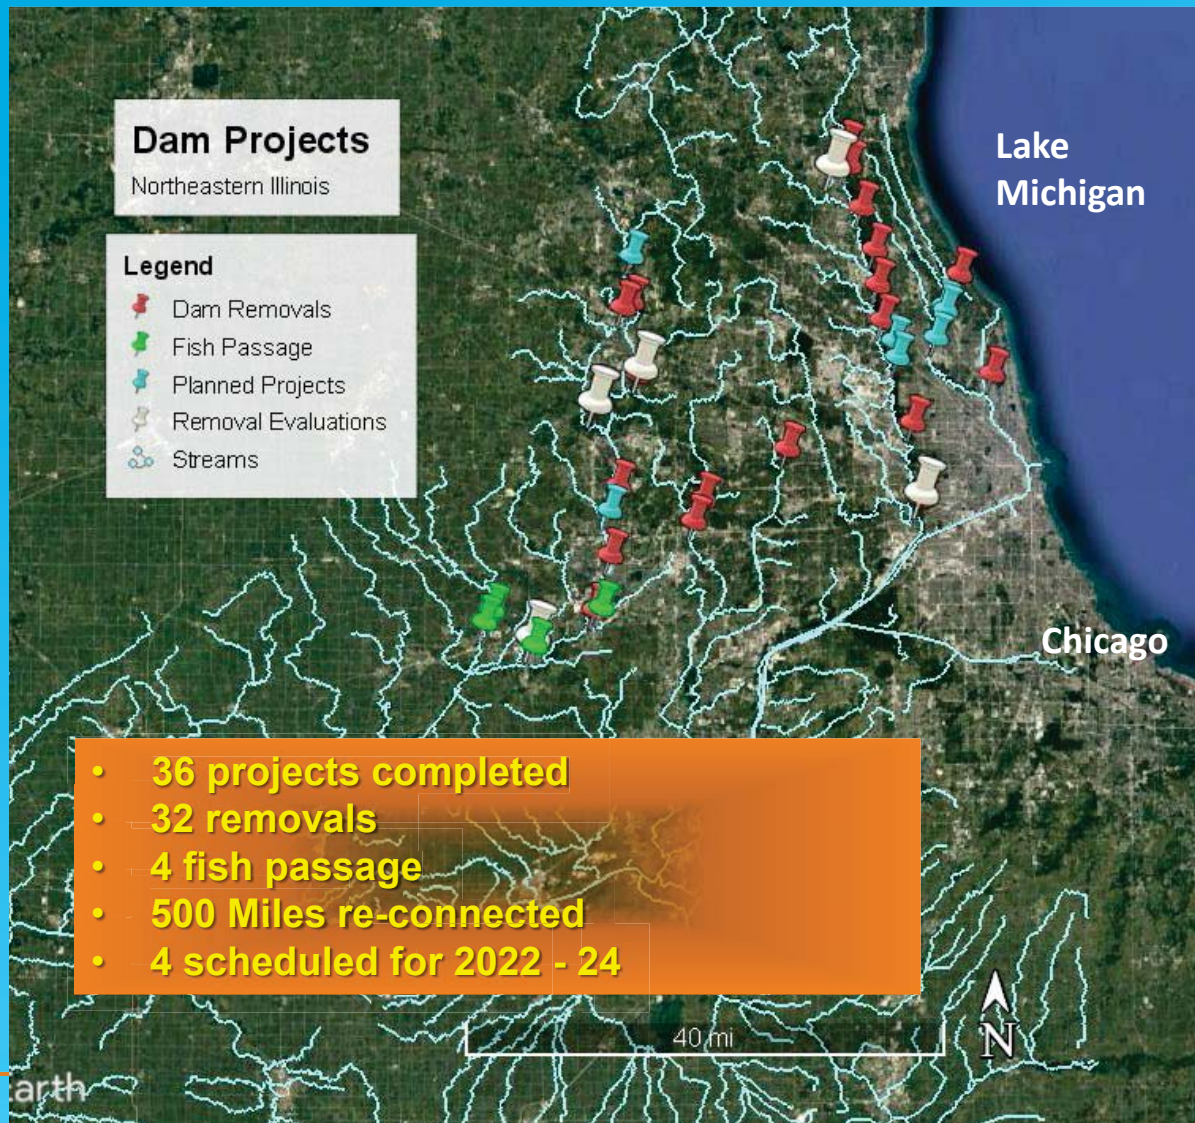 Dam Projects
Northeastern Illinois
Legend
Dam Removals
Fish Passage
Planned Projects
Removal Evaluations
Streams
Lake
Michigan
Chicago
• 36 projects completed
• 32 removals
• 4 fish passage
• 500 Miles re-connected
• 4 scheduled for 2022 - 24
40 mi
N
arth